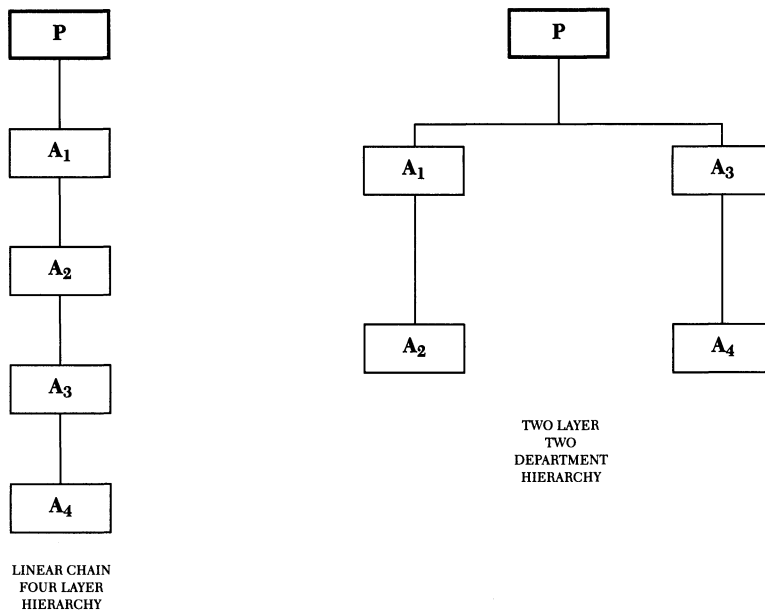 P
A1
A2
A3
A4
LINEAR CHAIN
FOUR LAYER
HIERARCHY
P
A1
A3
A2
A4
TWO LAYER
TWO
DEPARTMENT
HIERARCHY